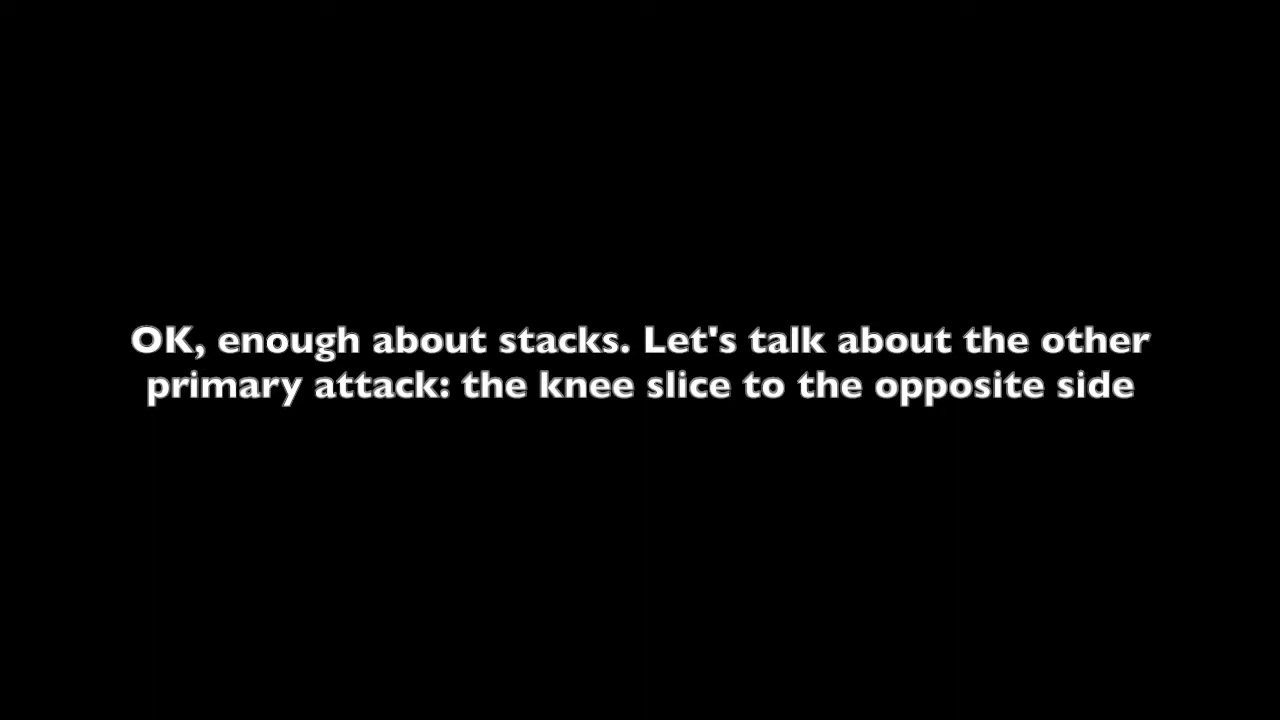 OK, enough about stacks. Let's talk about the other
primary attack: the knee slice to the opposite side